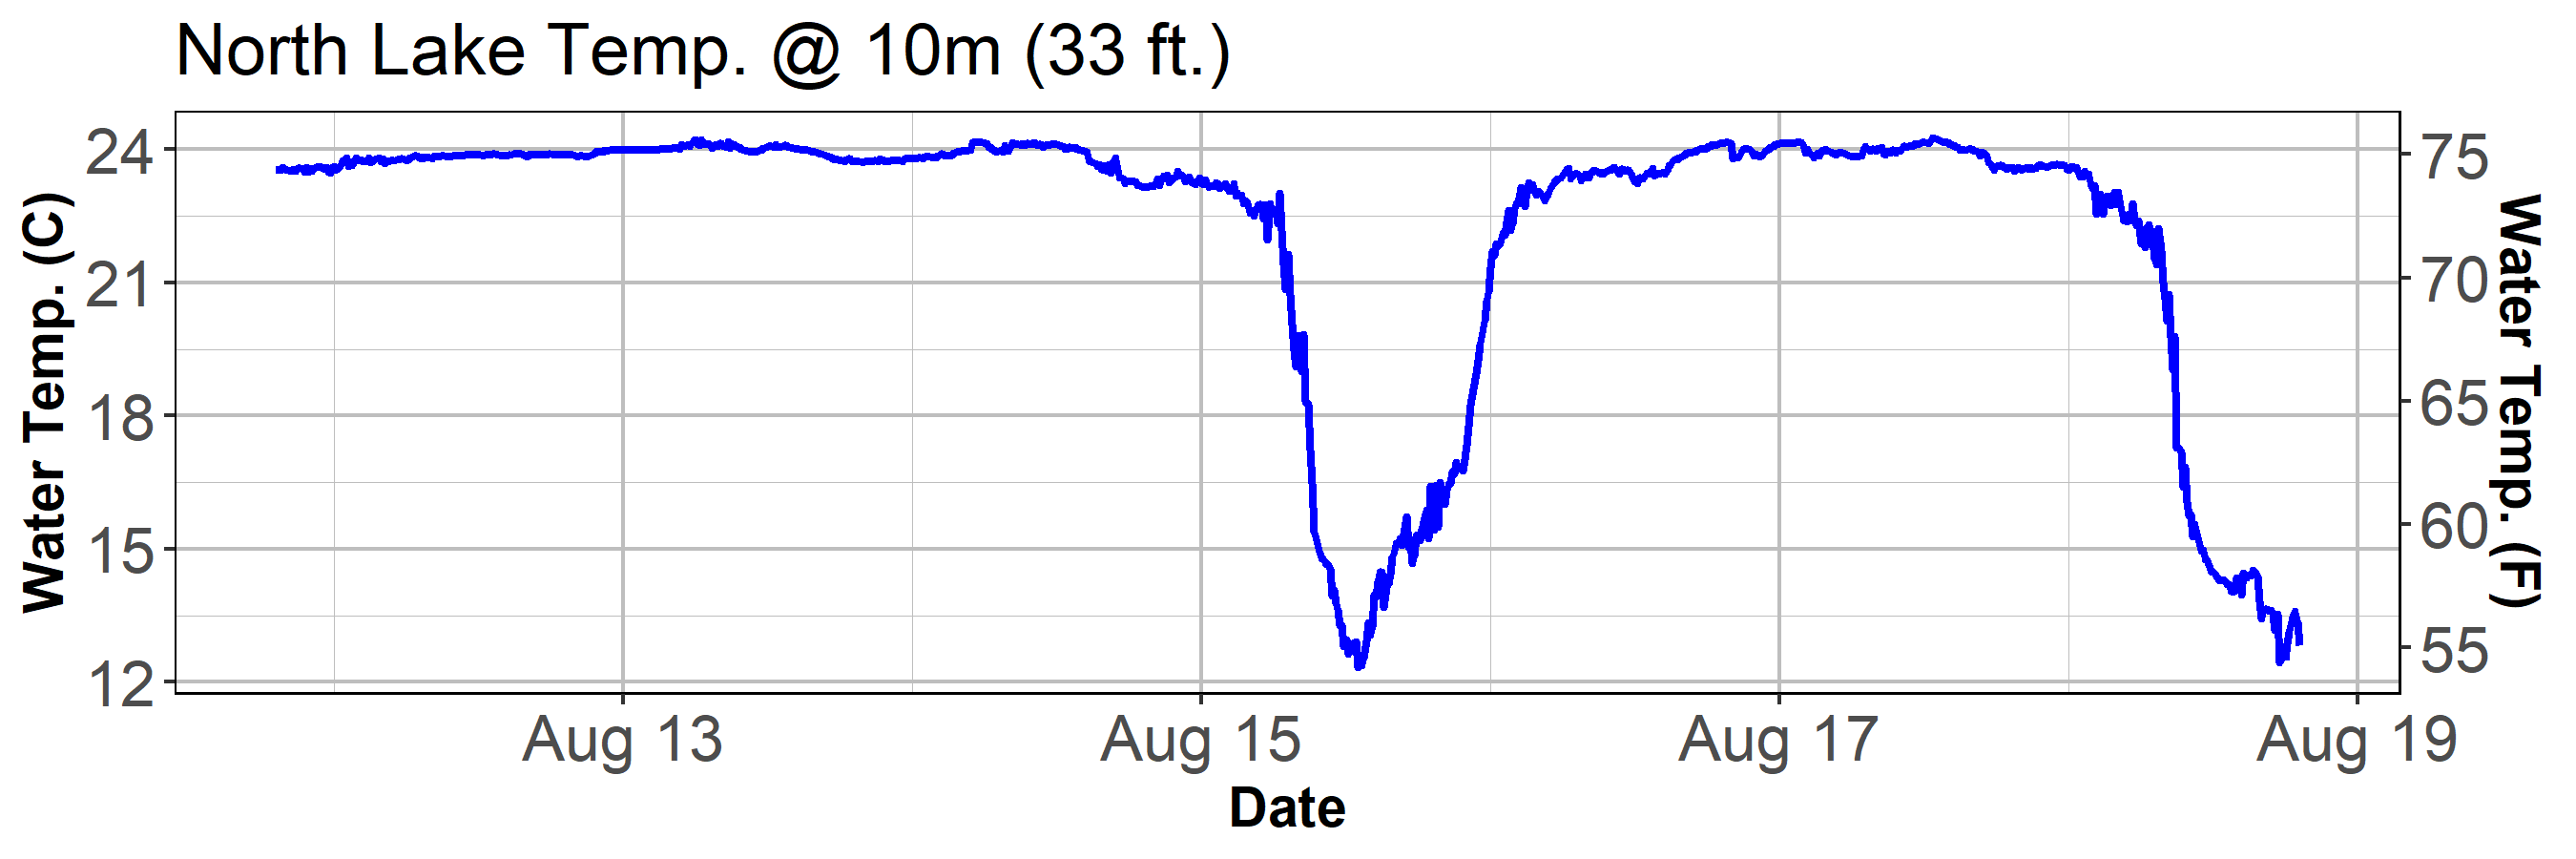 North Lake Temp. @ 10m (33 ft.)
Water Temp. (C)
24
21
18
15
12
75
70
65
60
55
Water Temp. (F)
Aug 13
Aug 15
Aug 17
Aug 19
Date